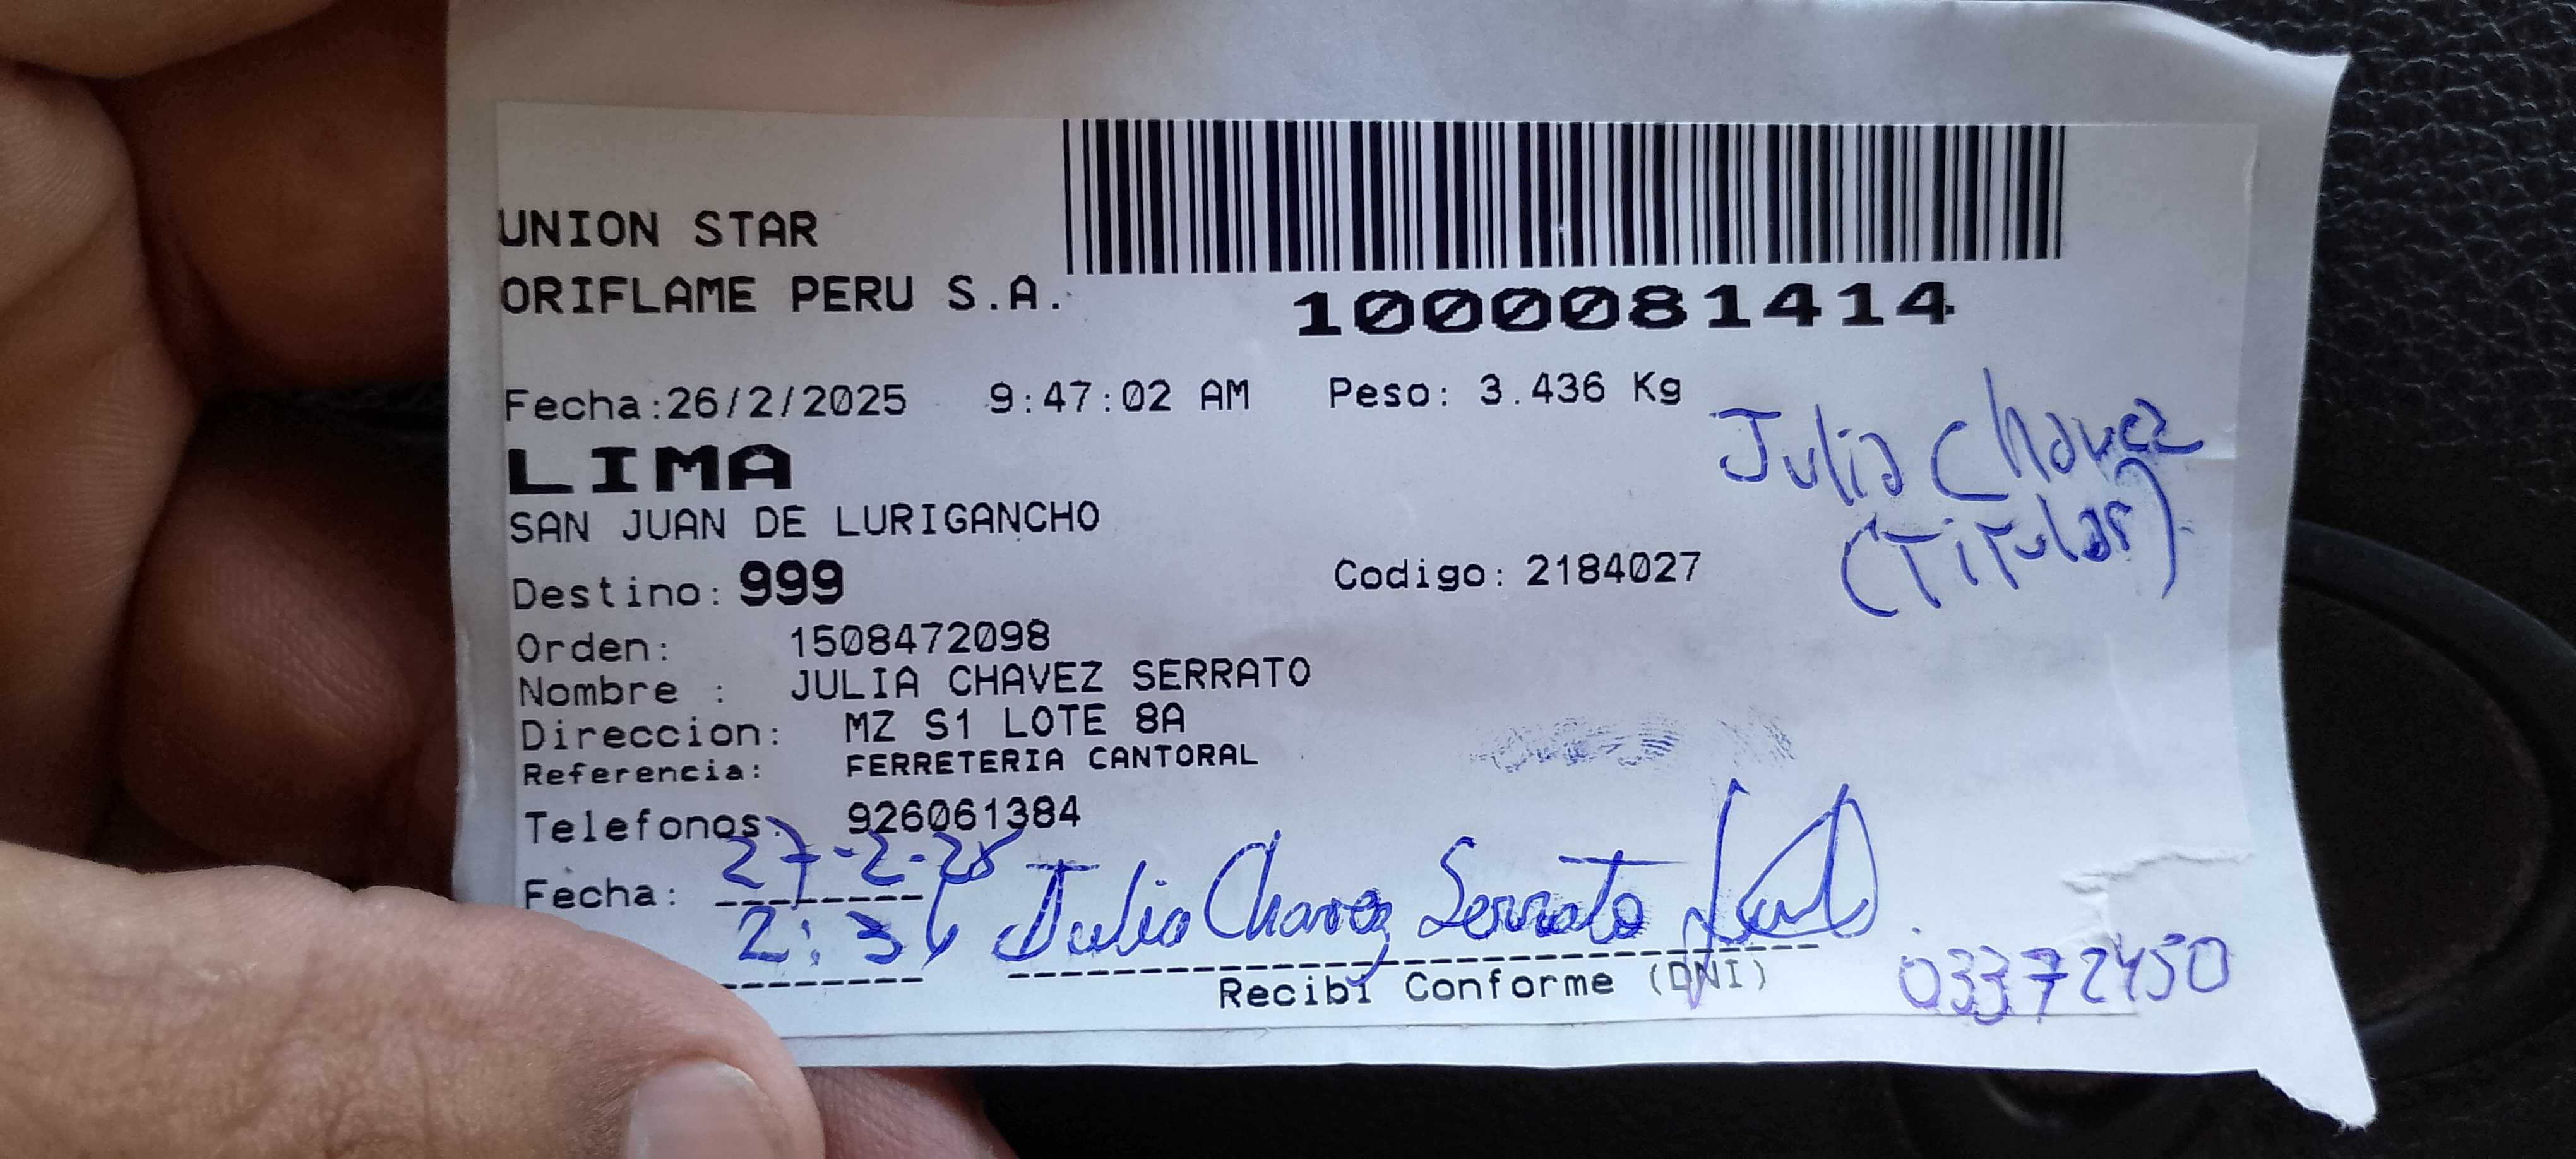 UNION STAR
ORIFLAME PERU S.A.
1000081414
Fecha:26/2/2025 9:47:02 AM Peso: 3.436 Kg
Julia Chavez
(Titular)
LIMA
SAN JUAN DE LURIGANCHO
Destino: 999 Codigo: 2184027
Orden: 1508472098
Nombre : JULIA CHAVEZ SERRATO
Direccion: MZ S1 LOTE 8A
Referencia: FERRETERIA CANTORAL
Telefonos: 926061384
Fecha: 27-2-25
Julia Chavez Serrato
Recibi Conforme (DNI) 03372450